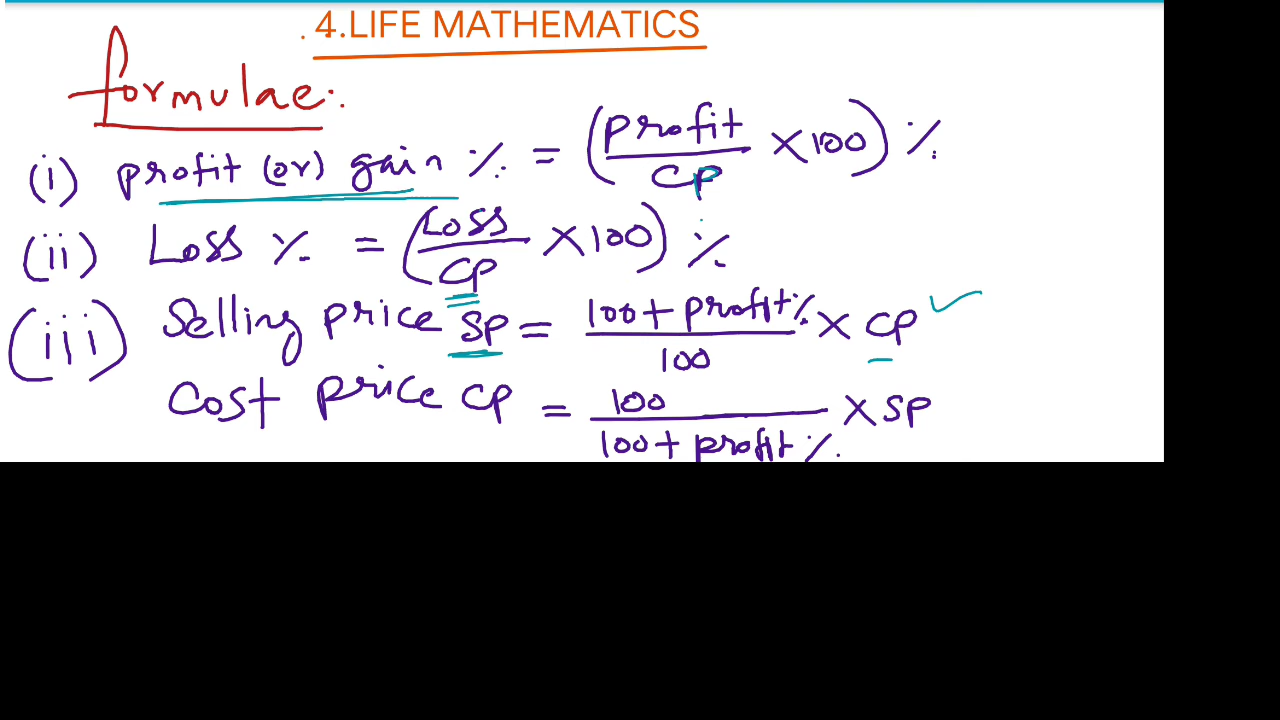 . 4.LIFE MATHEMATICS
formulae:
(i) profit (or) gain % = (profit/CP × 100) %
(ii) Loss % = (Loss/CP × 100) %
(iii) Selling price SP = 100 + profit%/100 × CP ✓
Cost price CP = 100/100 + profit % × SP